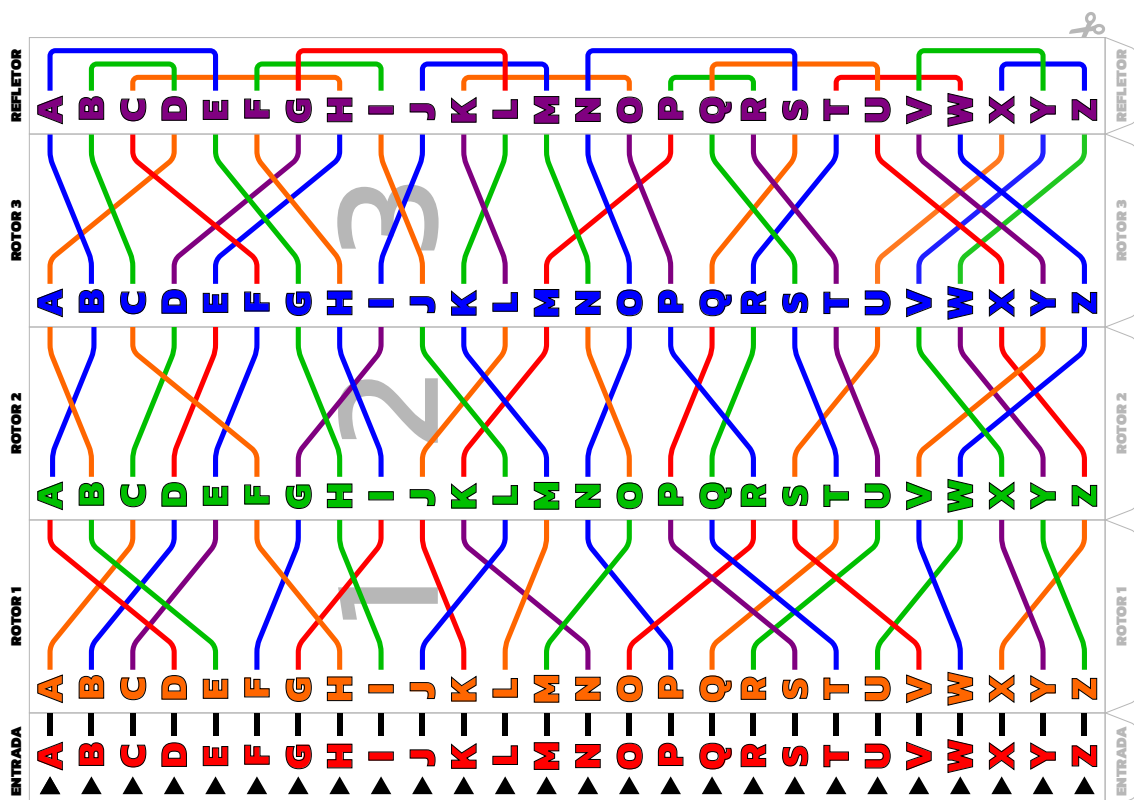 REFLETOR A B C D E F G H I J K L M N O P Q R S T U V W X Y Z REFLETOR
ROTOR 3 3 ROTOR 3
A B C D E F G H I J K L M N O P Q R S T U V W X Y Z
ROTOR 2 2 ROTOR 2
A B C D E F G H I J K L M N O P Q R S T U V W X Y Z
ROTOR 1 1 ROTOR 1
A B C D E F G H I J K L M N O P Q R S T U V W X Y Z
ENTRADA A B C D E F G H I J K L M N O P Q R S T U V W X Y Z ENTRADA